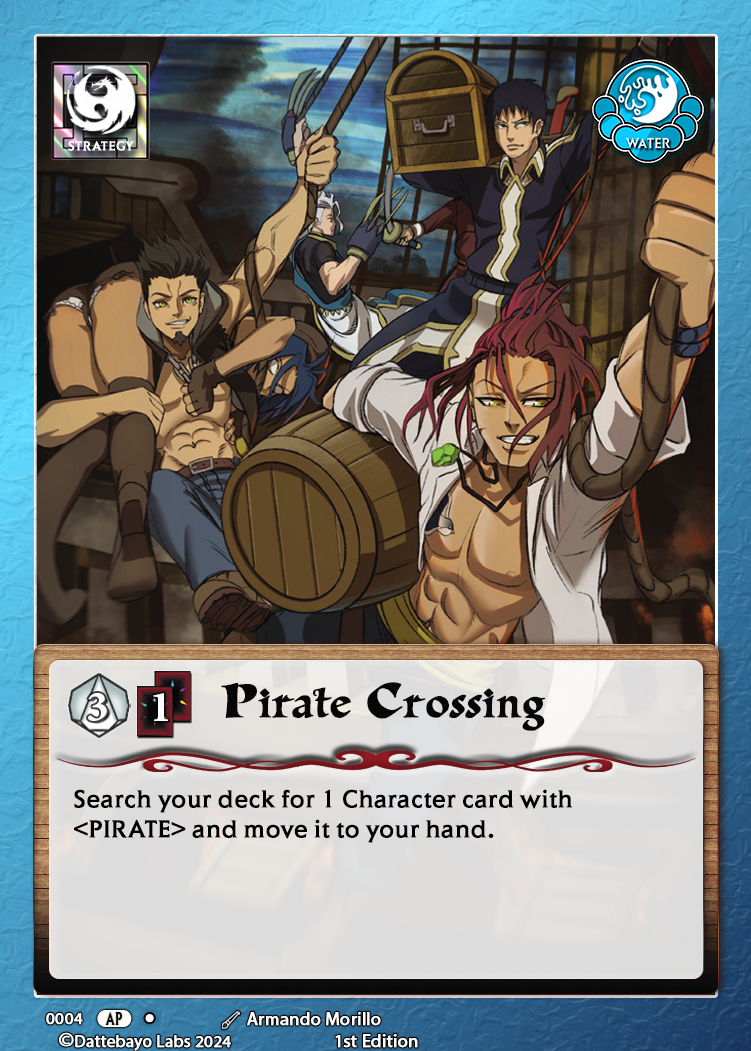 STRATEGY
WATER
3 1 Pirate Crossing
Search your deck for 1 Character card with
<PIRATE> and move it to your hand.
0004 AP Armando Morillo
©Dattebayo Labs 2024 1st Edition